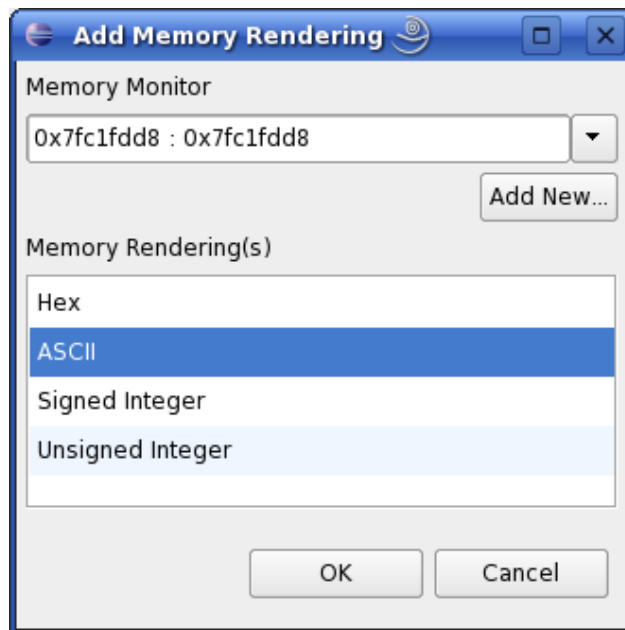 Add Memory Rendering
Memory Monitor
0x7fc1fdd8 : 0x7fc1fdd8
Add New...
Memory Rendering(s)
Hex
ASCII
Signed Integer
Unsigned Integer
OK
Cancel